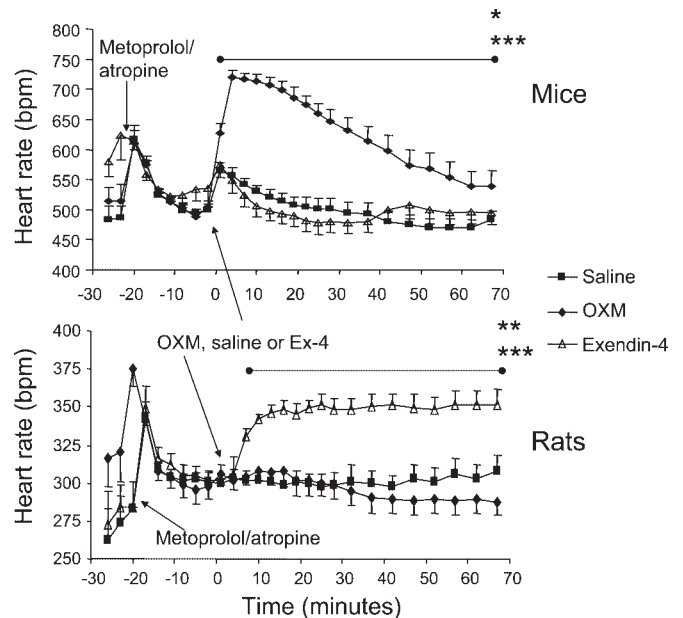 *
***
Mice
Metoprolol/
atropine
Heart rate (bpm)
800
750
700
650
600
550
500
450
400
-30 -20 -10 0 10 20 30 40 50 60 70
Saline
OXM
Exendin-4
OXM, saline or Ex-4
**
***
Rats
Heart rate (bpm)
400
375
350
325
300
275
250
Metoprolol/atropine
-30 -20 -10 0 10 20 30 40 50 60 70
Time (minutes)